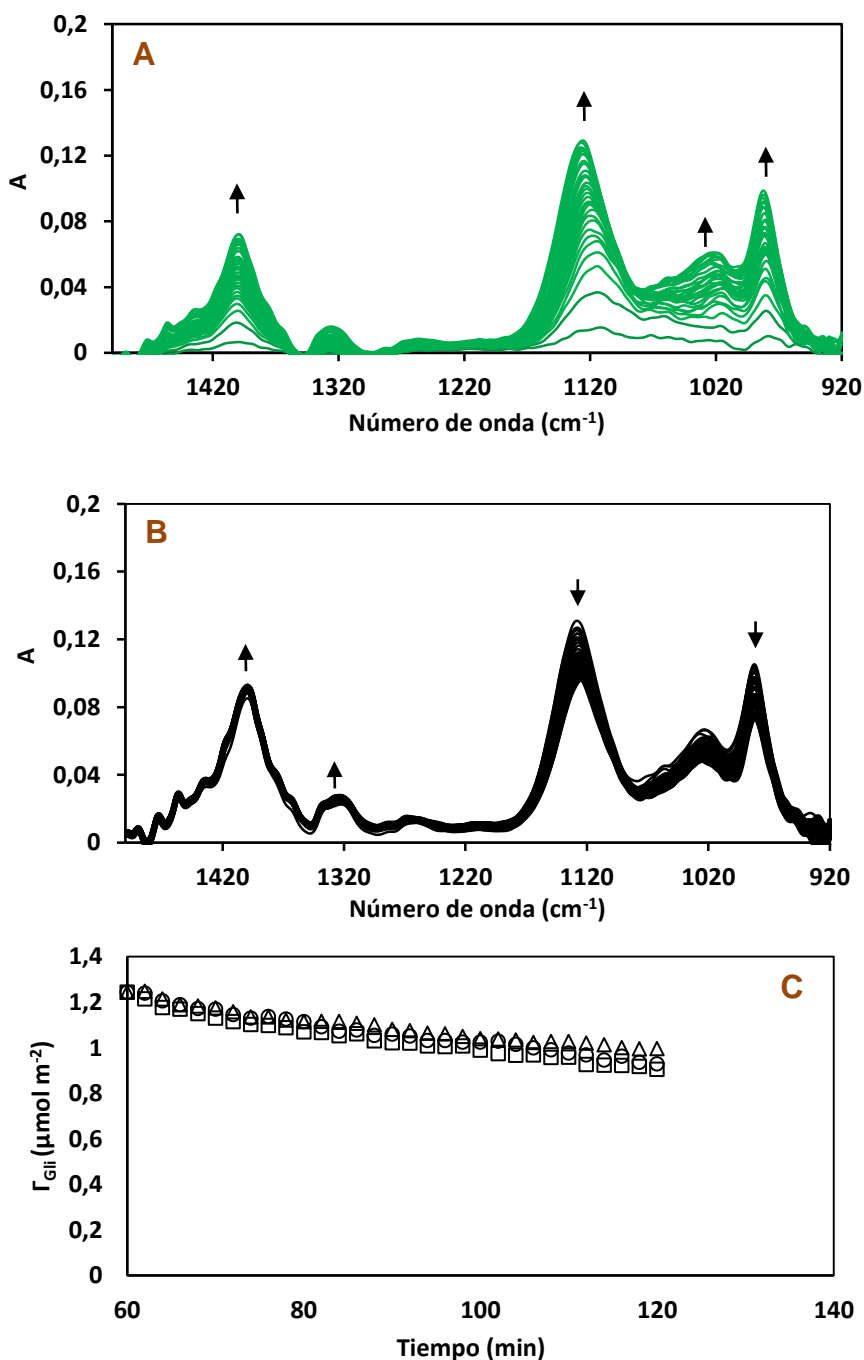 A
0,2
0,16
0,12
0,08
0,04
0
A
1420 1320 1220 1120 1020 920
Número de onda (cm-1)
B
0,2
0,16
0,12
0,08
0,04
0
A
1420 1320 1220 1120 1020 920
Número de onda (cm-1)
C
1,4
1,2
1
0,8
0,6
0,4
0,2
0
ΓGli (µmol m-2)
60 80 100 120 140
Tiempo (min)